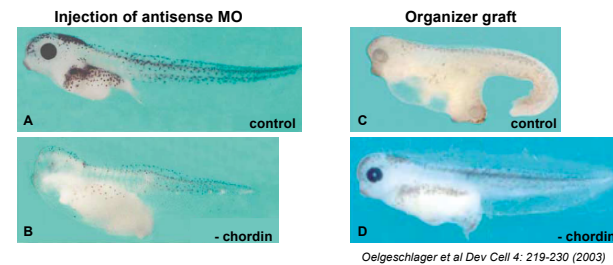 Injection of antisense MO
Organizer graft
A
control
C
control
B
- chordin
D
- chordin
Oelgeschlager et al Dev Cell 4: 219-230 (2003)